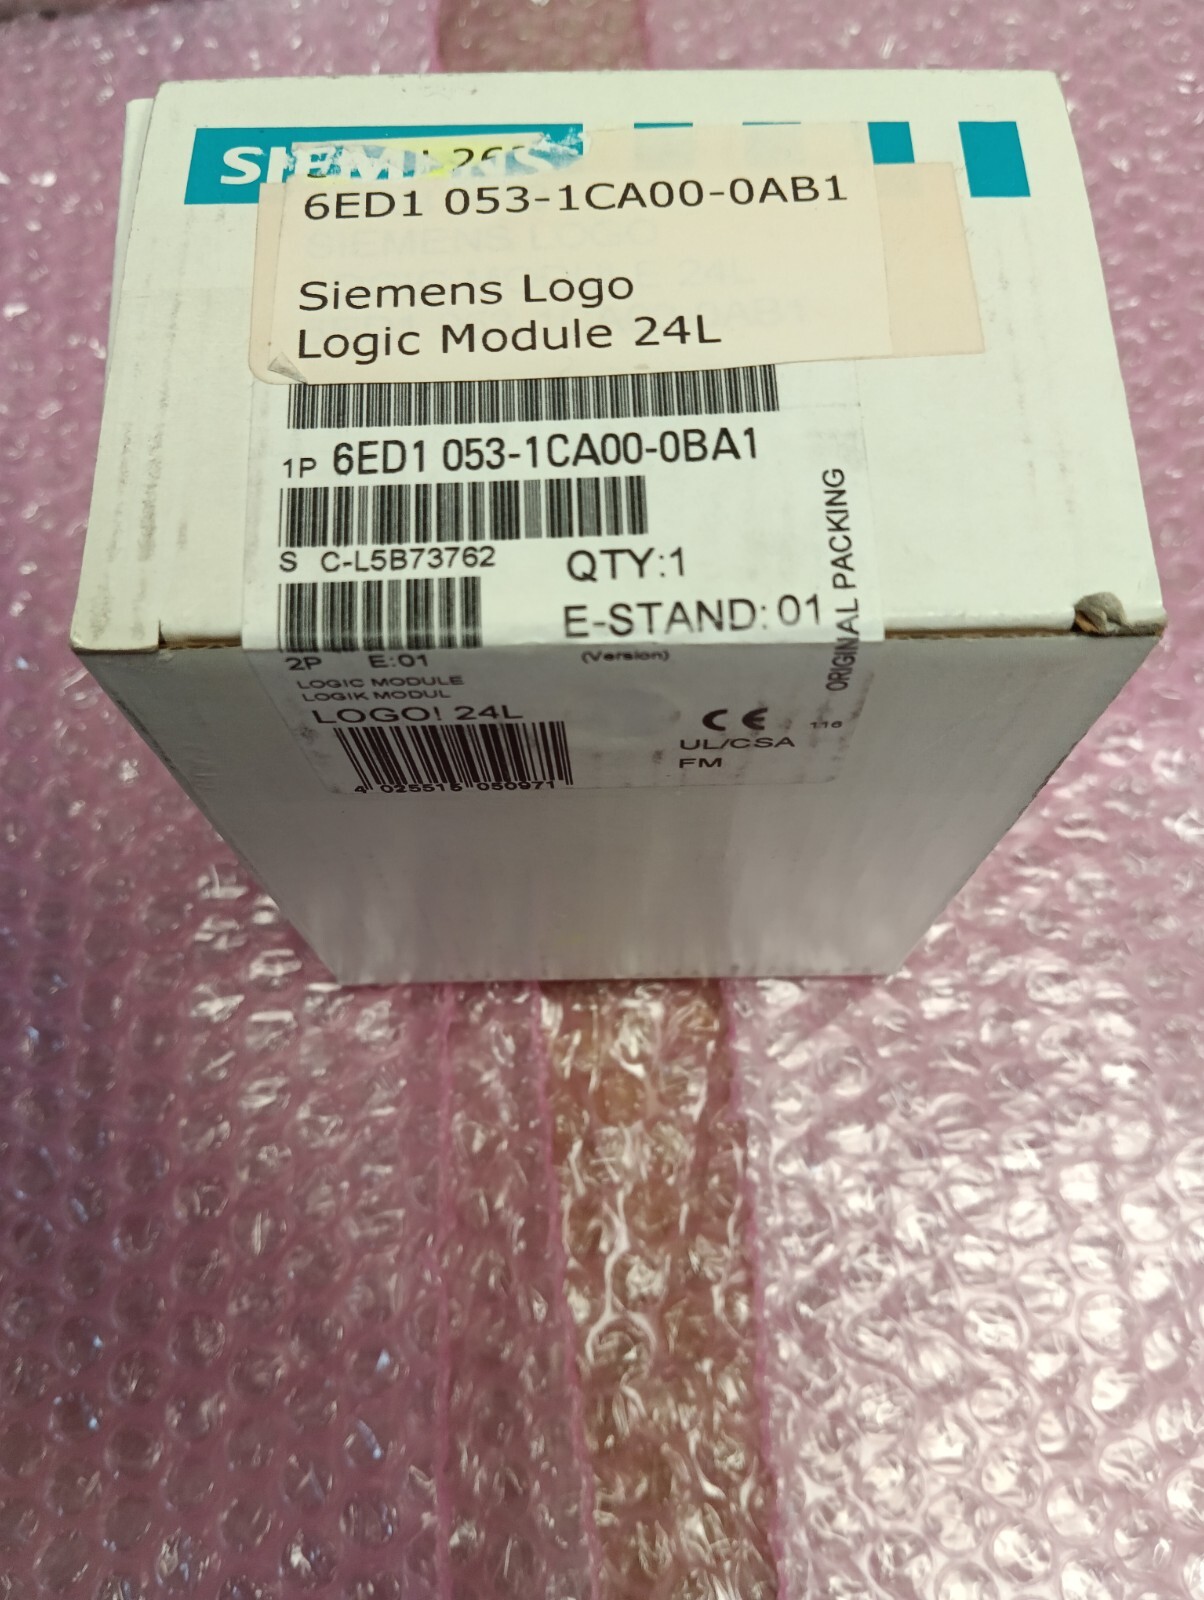 SIEMENS
6ED1 053-1CA00-0AB1
Siemens Logo
Logic Module 24L
1P 6ED1 053-1CA00-0BA1
S C-L5B73762
QTY:1
E-STAND: 01
ORIGINAL PACKING
2P E:01
(Version)
LOGIC MODULE
LOGIK MODUL
LOGO! 24L
CE
116
UL/CSA
FM
4 025515 050971